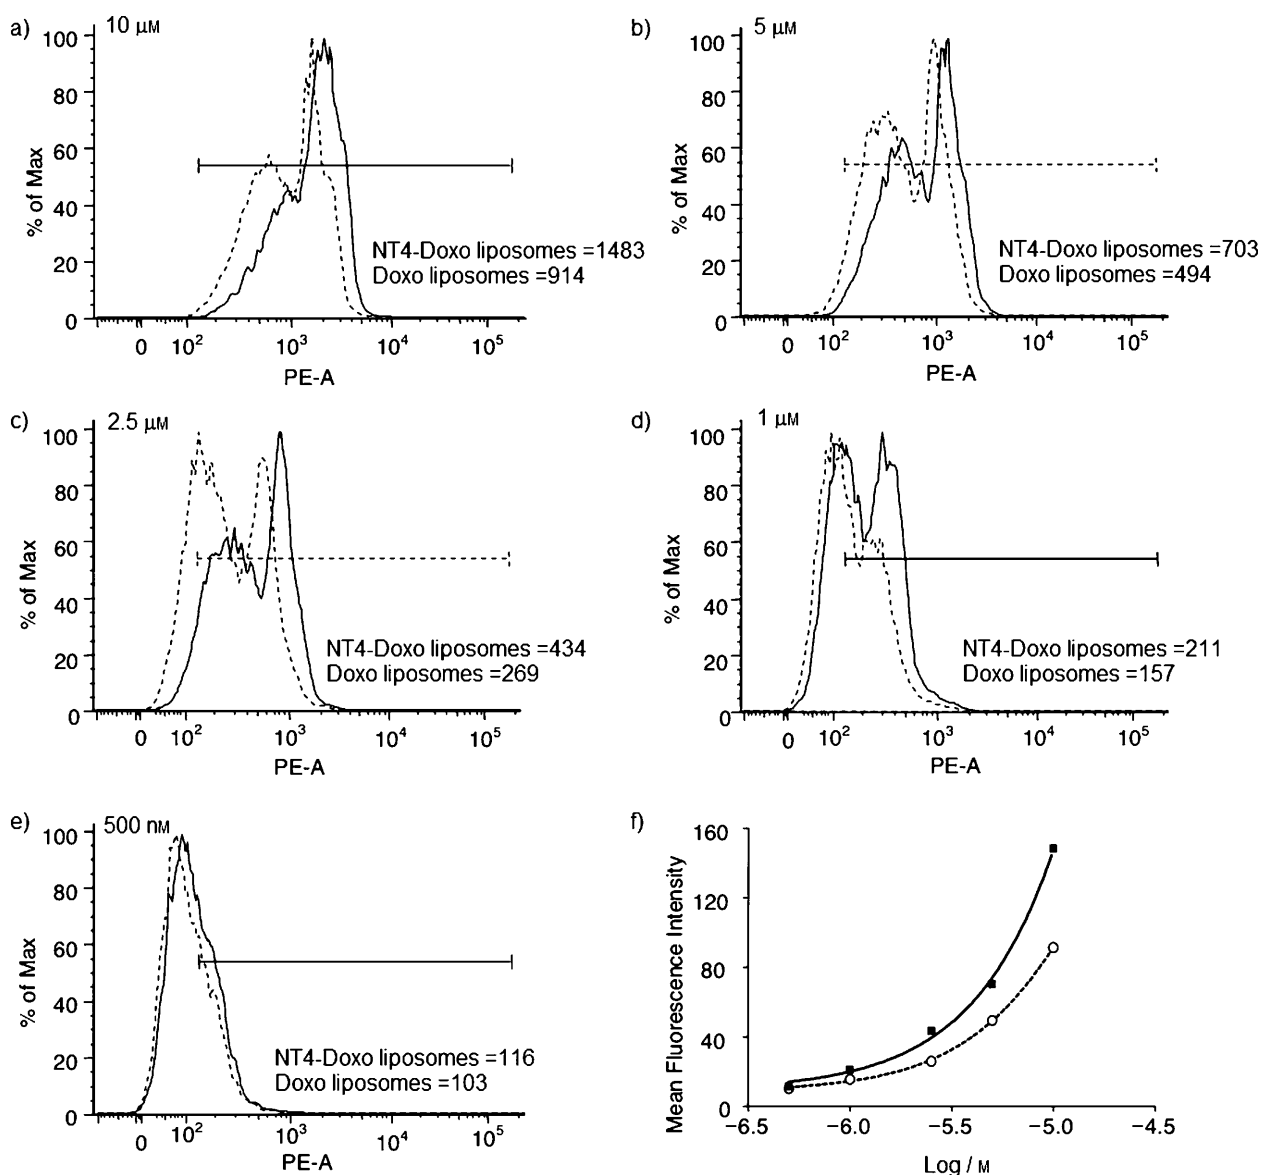 a)
10 μM
100
80
60
40
20
0
% of Max
NT4-Doxo liposomes =1483
Doxo liposomes =914
0 10² 10³ 10⁴ 10⁵
PE-A
b)
5 μM
100
80
60
40
20
0
% of Max
NT4-Doxo liposomes =703
Doxo liposomes =494
0 10² 10³ 10⁴ 10⁵
PE-A
c)
2.5 μM
100
80
60
40
20
0
% of Max
NT4-Doxo liposomes =434
Doxo liposomes =269
0 10² 10³ 10⁴ 10⁵
PE-A
d)
1 μM
100
80
60
40
20
0
% of Max
NT4-Doxo liposomes =211
Doxo liposomes =157
0 10² 10³ 10⁴ 10⁵
PE-A
e)
500 nM
100
80
60
40
20
0
% of Max
NT4-Doxo liposomes =116
Doxo liposomes =103
0 10² 10³ 10⁴ 10⁵
PE-A
f)
160
120
80
40
0
Mean Fluorescence Intensity
−6.5 −6.0 −5.5 −5.0 −4.5
Log / M